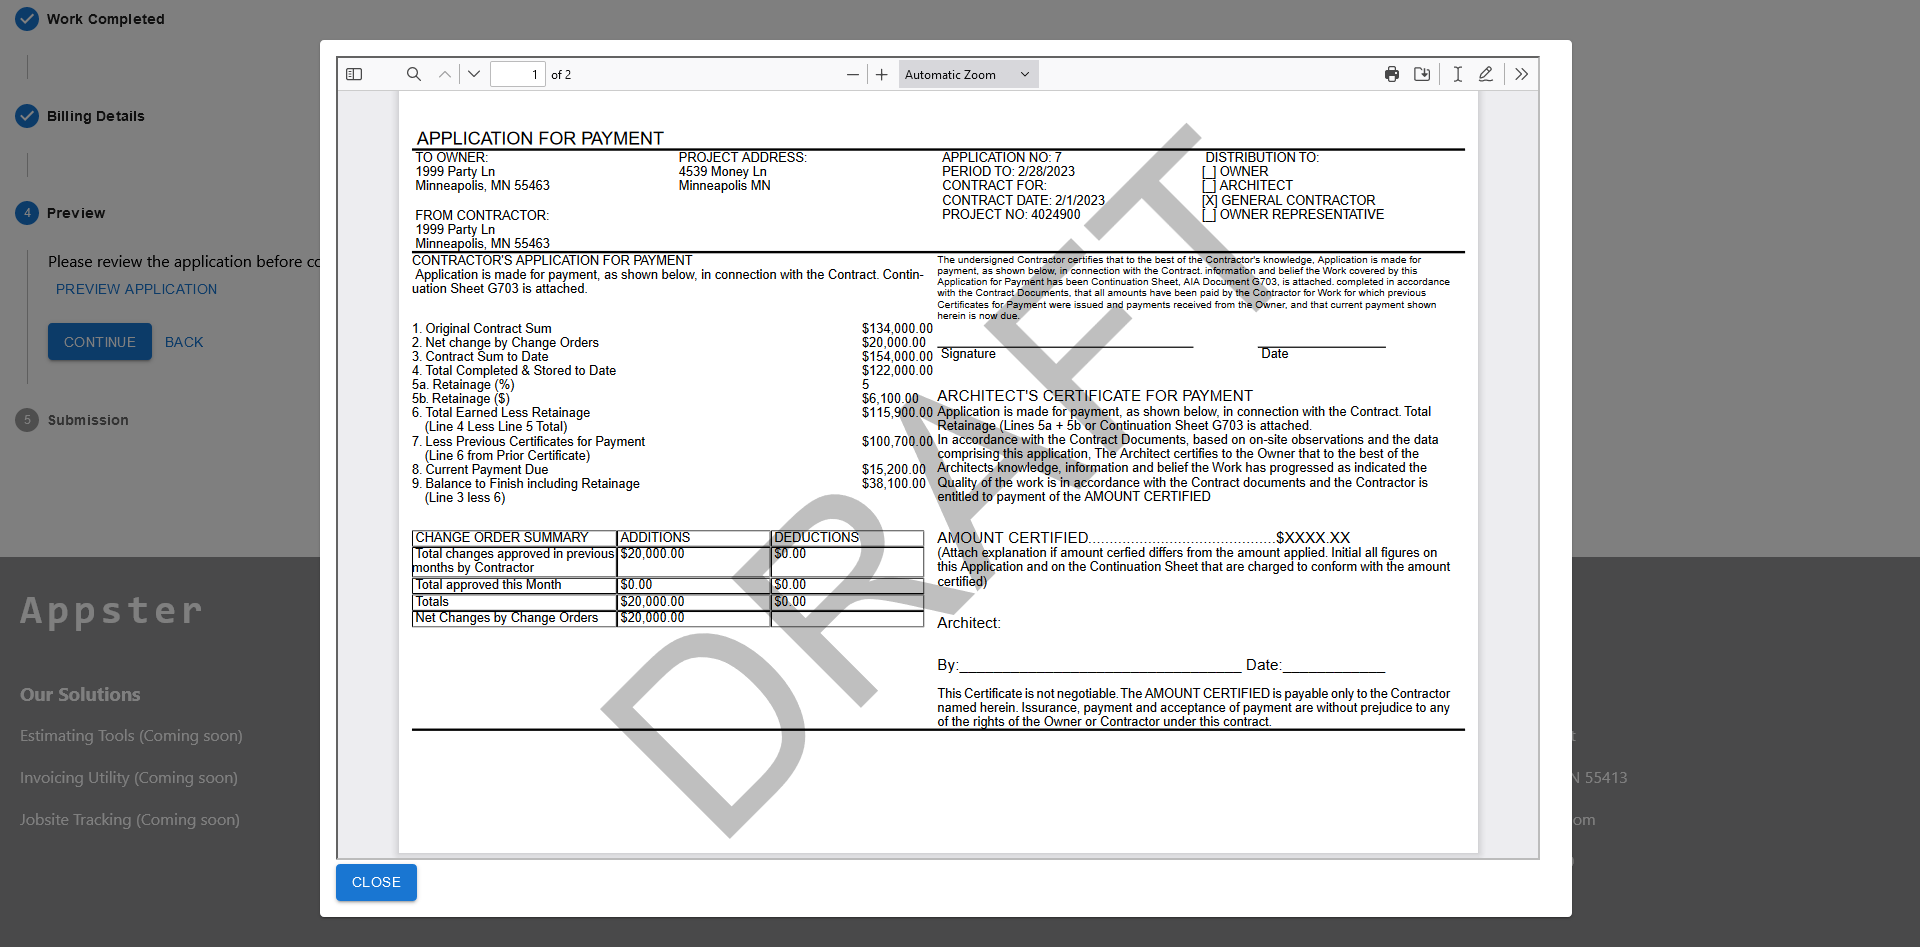 Work Completed
Billing Details
4 Preview
Please review the application before co
PREVIEW APPLICATION
CONTINUE BACK
5 Submission
1 of 2
Automatic Zoom
APPLICATION FOR PAYMENT
TO OWNER:
1999 Party Ln
Minneapolis, MN 55463
FROM CONTRACTOR:
1999 Party Ln
Minneapolis, MN 55463
PROJECT ADDRESS:
4539 Money Ln
Minneapolis MN
APPLICATION NO: 7
PERIOD TO: 2/28/2023
CONTRACT FOR:
CONTRACT DATE: 2/1/2023
PROJECT NO: 4024900
DISTRIBUTION TO:
[_] OWNER
[_] ARCHITECT
[X] GENERAL CONTRACTOR
[_] OWNER REPRESENTATIVE
CONTRACTOR'S APPLICATION FOR PAYMENT
Application is made for payment, as shown below, in connection with the Contract. Contin-
uation Sheet G703 is attached.
1. Original Contract Sum $134,000.00
2. Net change by Change Orders $20,000.00
3. Contract Sum to Date $154,000.00
4. Total Completed & Stored to Date $122,000.00
5a. Retainage (%) 5
5b. Retainage ($) $6,100.00
6. Total Earned Less Retainage $115,900.00
(Line 4 Less Line 5 Total)
7. Less Previous Certificates for Payment $100,700.00
(Line 6 from Prior Certificate)
8. Current Payment Due $15,200.00
9. Balance to Finish including Retainage $38,100.00
(Line 3 less 6)
CHANGE ORDER SUMMARY ADDITIONS DEDUCTIONS
Total changes approved in previous $20,000.00 $0.00
months by Contractor
Total approved this Month $0.00 $0.00
Totals $20,000.00 $0.00
Net Changes by Change Orders $20,000.00
The undersigned Contractor certifies that to the best of the Contractor's knowledge, Application is made for
payment, as shown below, in connection with the Contract. information and belief the Work covered by this
Application for Payment has been Continuation Sheet, AIA Document G703, is attached. completed in accordance
with the Contract Documents, that all amounts have been paid by the Contractor for Work for which previous
Certificates for Payment were issued and payments received from the Owner, and that current payment shown
herein is now due.
Signature Date
ARCHITECT'S CERTIFICATE FOR PAYMENT
Application is made for payment, as shown below, in connection with the Contract. Total
Retainage (Lines 5a + 5b or Continuation Sheet G703 is attached.
In accordance with the Contract Documents, based on on-site observations and the data
comprising this application, The Architect certifies to the Owner that to the best of the
Architects knowledge, information and belief the Work has progressed as indicated the
Quality of the work is in accordance with the Contract documents and the Contractor is
entitled to payment of the AMOUNT CERTIFIED
AMOUNT CERTIFIED............................................$XXXX.XX
(Attach explanation if amount cerfied differs from the amount applied. Initial all figures on
this Application and on the Continuation Sheet that are charged to conform with the amount
certified)
Architect:
By:__________________________________ Date:____________
This Certificate is not negotiable. The AMOUNT CERTIFIED is payable only to the Contractor
named herein. Issurance, payment and acceptance of payment are without prejudice to any
of the rights of the Owner or Contractor under this contract.
DRAFT
CLOSE
Appster
Our Solutions
Estimating Tools (Coming soon)
Invoicing Utility (Coming soon)
Jobsite Tracking (Coming soon)
t
N 55413
om